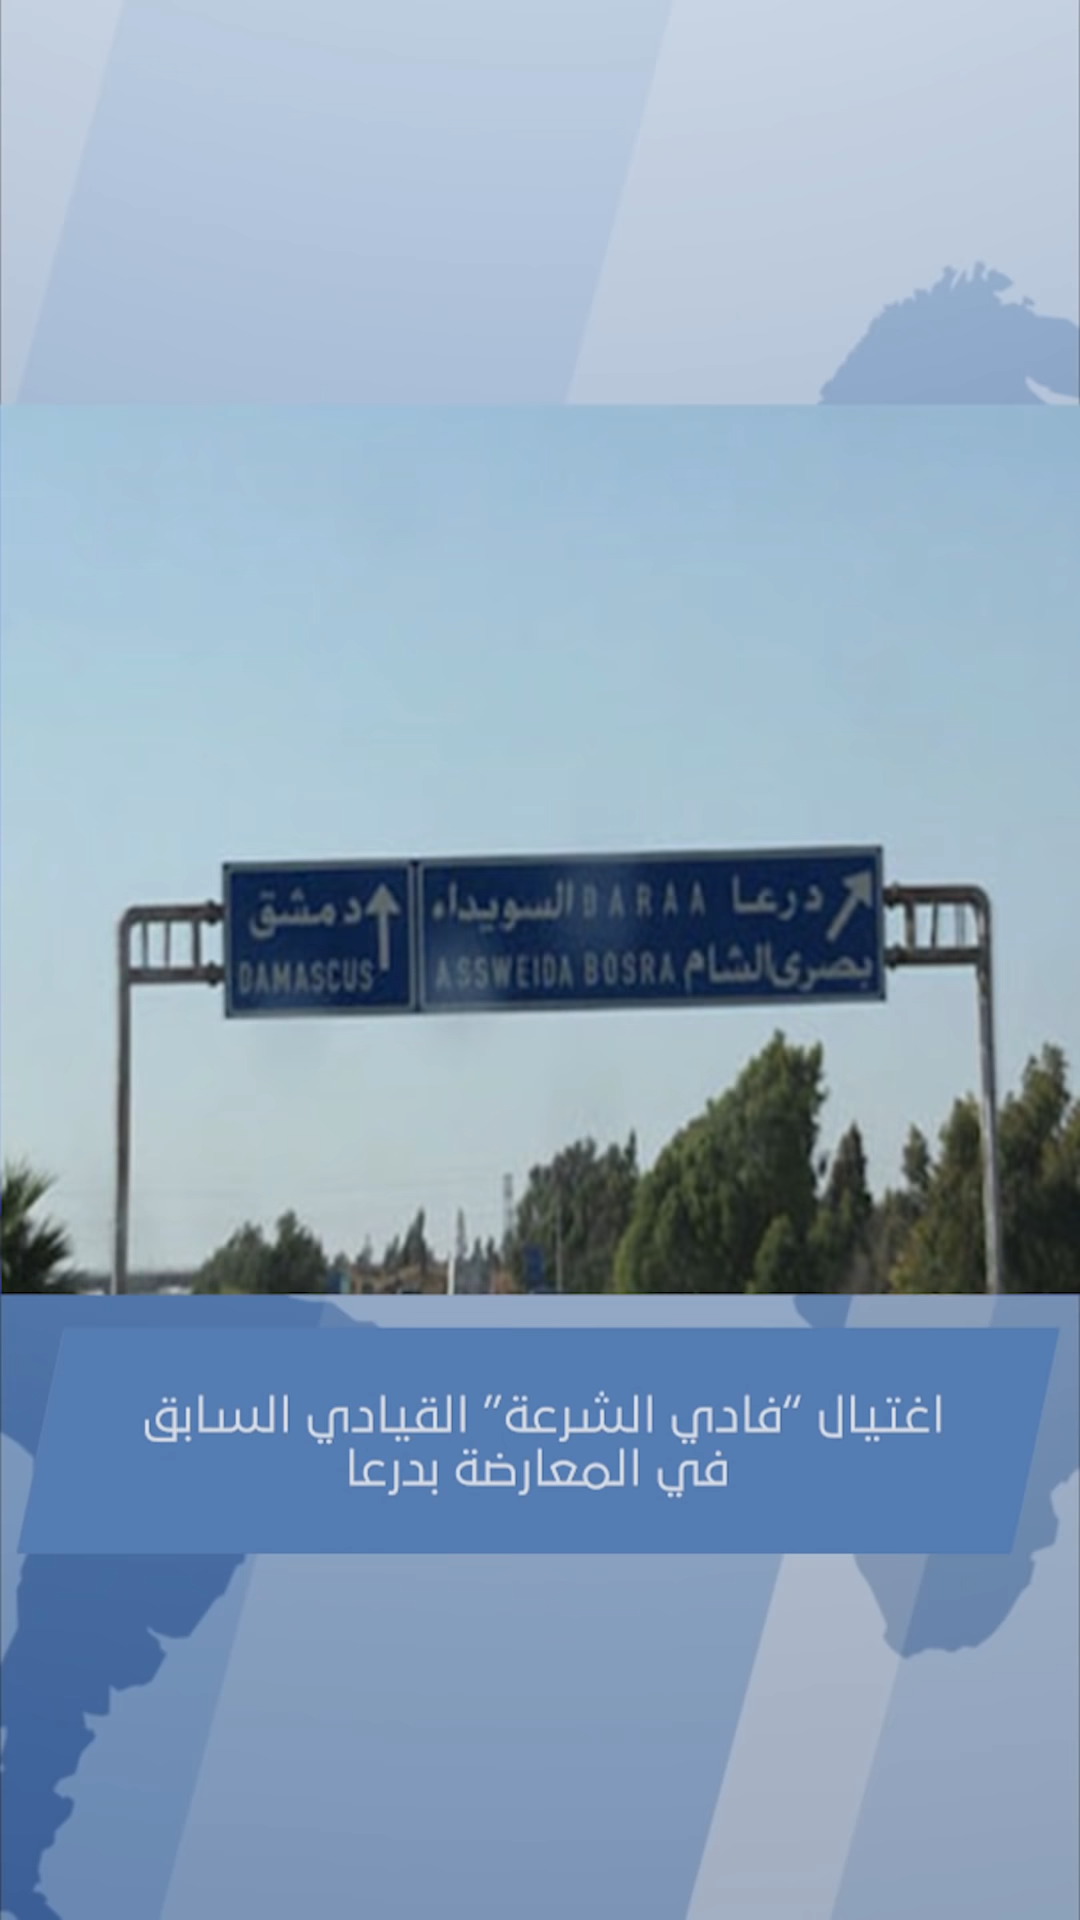 دمشق
DAMASCUS
درعا DARAA السويداء
ASSWEIDA BOSRA بصرى الشام
اغتيال “فادي الشرعة” القيادي السابق
في المعارضة بدرعا